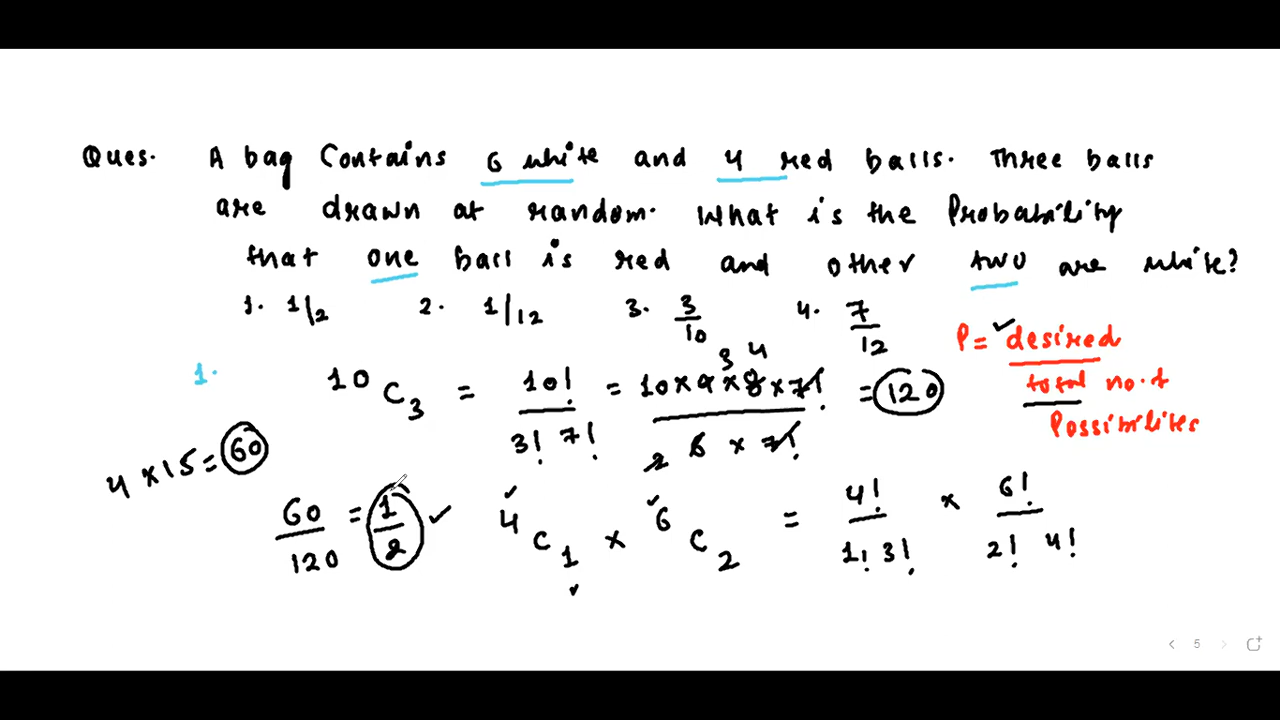 Ques. A bag Contains 6 white and 4 red balls. Three balls
are drawn at random. What is the Probability
that one ball is red and other two are white?
1. 1/2 2. 1/12 3. 3/10 4. 7/12
P = desired / total no. of Possibilites
1.
10C3 = 10! / 3! 7! = 10 x 9 x 8 x 7! / 6 x 7! = 120
3 4
2
4 x 15 = 60
60/120 = 1/2 ✓
4C1 x 6C2 = 4! / 1! 3! x 6! / 2! 4!
5